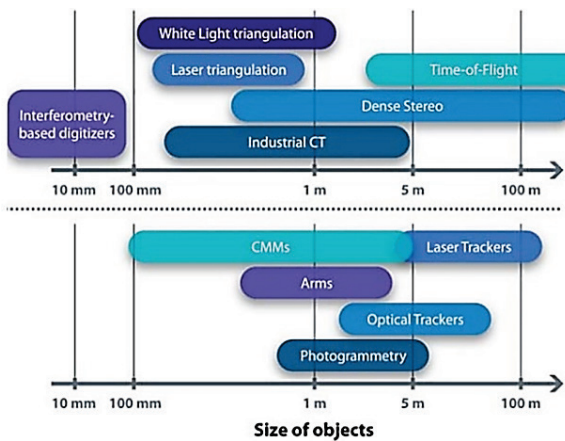 White Light triangulation
Laser triangulation
Time-of-Flight
Interferometry-
based digitizers
Dense Stereo
Industrial CT
10 mm 100 mm 1 m 5 m 100 m
CMMs
Laser Trackers
Arms
Optical Trackers
Photogrammetry
10 mm 100 mm 1 m 5 m 100 m
Size of objects